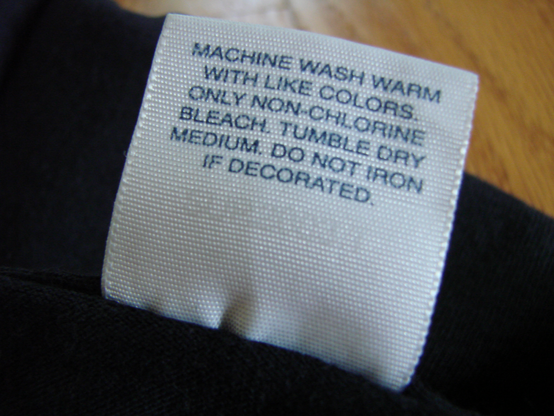 MACHINE WASH WARM
WITH LIKE COLORS.
ONLY NON-CHLORINE
BLEACH. TUMBLE DRY
MEDIUM. DO NOT IRON
IF DECORATED.